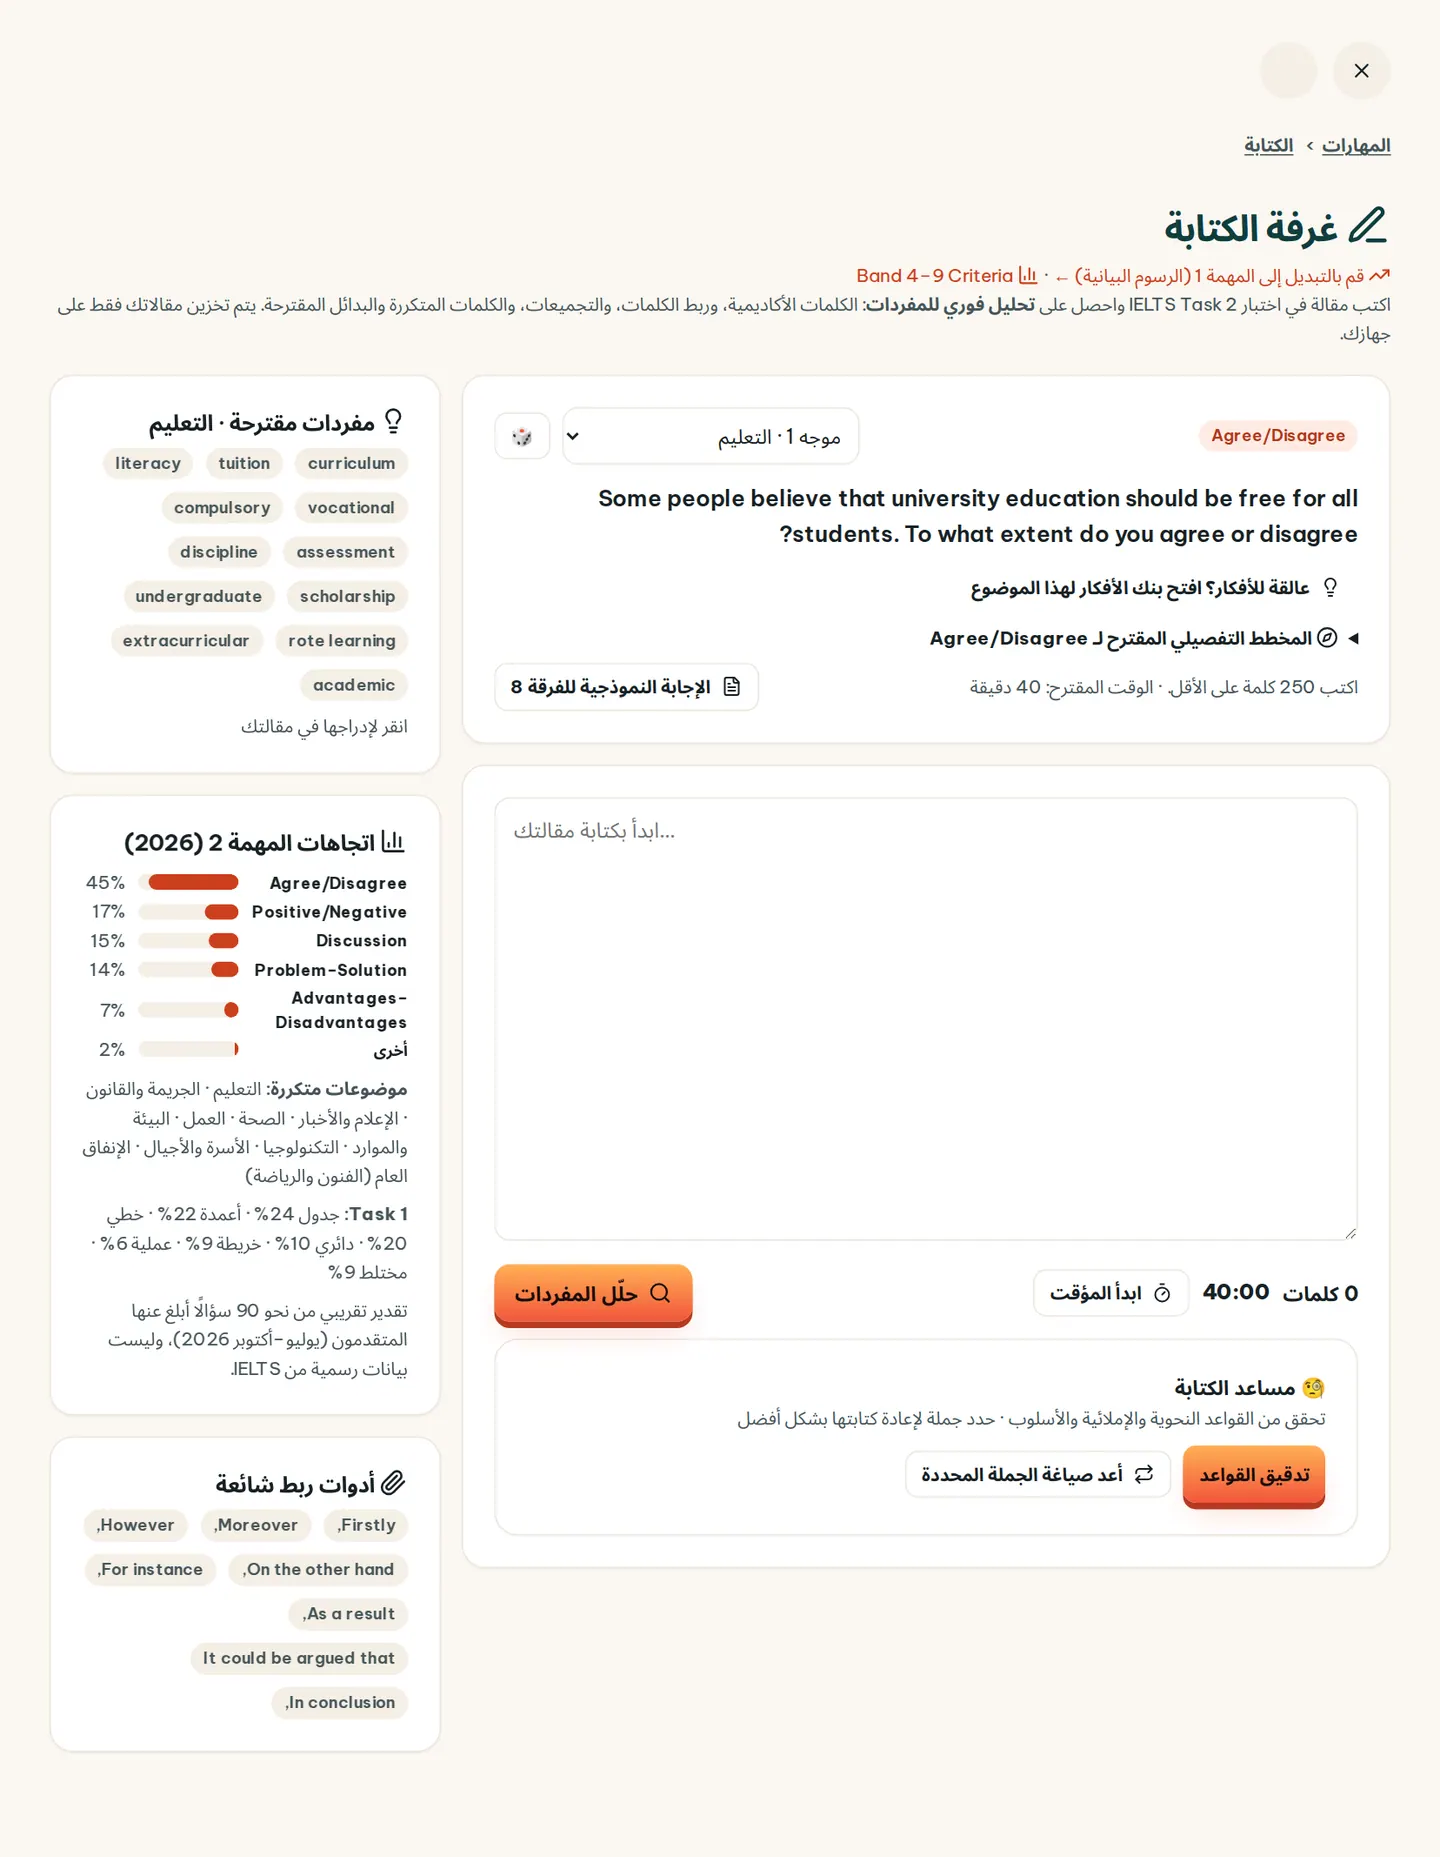 المهارات › الكتابة
غرفة الكتابة
قم بالتبديل إلى المهمة 1 (الرسوم البيانية) ← · Band 4–9 Criteria
اكتب مقالة في اختبار IELTS Task 2 واحصل على تحليل فوري للمفردات: الكلمات الأكاديمية، وربط الكلمات، والتجميعات، والكلمات المتكررة والبدائل المقترحة. يتم تخزين مقالاتك فقط على
جهازك.
Agree/Disagree
موجه 1 · التعليم
Some people believe that university education should be free for all
students. To what extent do you agree or disagree?
عالقة للأفكار؟ افتح بنك الأفكار لهذا الموضوع
المخطط التفصيلي المقترح لـ Agree/Disagree
اكتب 250 كلمة على الأقل. · الوقت المقترح: 40 دقيقة
الإجابة النموذجية للفرقة 8
ابدأ بكتابة مقالتك...
0 كلمات 40:00 ابدأ المؤقت
حلّل المفردات
🧐 مساعد الكتابة
تحقق من القواعد النحوية والإملائية والأسلوب · حدد جملة لإعادة كتابتها بشكل أفضل
تدقيق القواعد أعد صياغة الجملة المحددة
مفردات مقترحة · التعليم
curriculum tuition literacy
vocational compulsory
assessment discipline
scholarship undergraduate
rote learning extracurricular
academic
انقر لإدراجها في مقالتك
اتجاهات المهمة 2 (2026)
Agree/Disagree 45%
Positive/Negative 17%
Discussion 15%
Problem-Solution 14%
Advantages-
Disadvantages 7%
أخرى 2%
موضوعات متكررة: التعليم · الجريمة والقانون
· الإعلام والأخبار · الصحة · العمل · البيئة
والموارد · التكنولوجيا · الأسرة والأجيال · الإنفاق
العام (الفنون والرياضة)
Task 1: جدول 24% · أعمدة 22% · خطي
20% · دائري 10% · خريطة 9% · عملية 6% ·
مختلط 9%
تقدير تقريبي من نحو 90 سؤالًا أبلغ عنها
المتقدمون (يوليو–أكتوبر 2026)، وليست
بيانات رسمية من IELTS.
أدوات ربط شائعة
Firstly, Moreover, However,
On the other hand, For instance,
As a result,
It could be argued that
In conclusion,